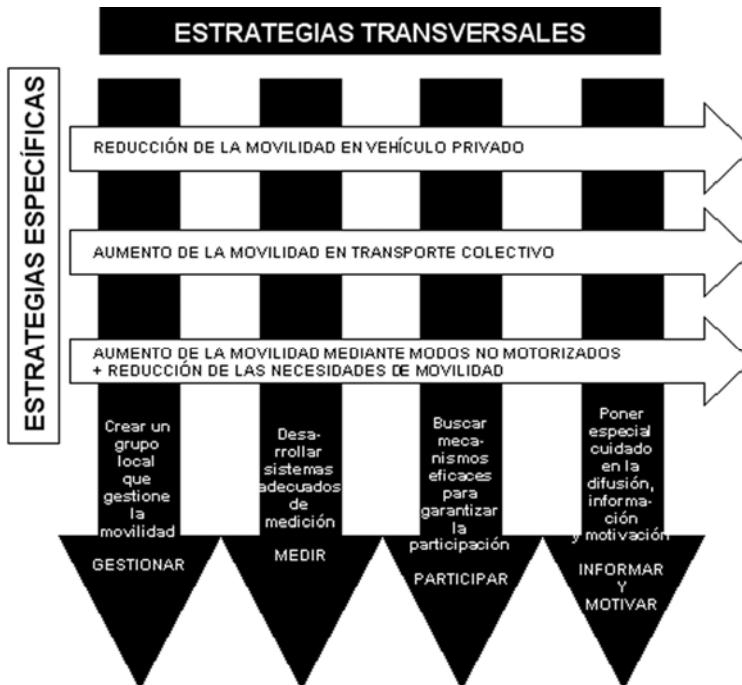 ESTRATEGIAS TRANSVERSALES
ESTRATEGIAS ESPECÍFICAS
REDUCCIÓN DE LA MOVILIDAD EN VEHÍCULO PRIVADO
AUMENTO DE LA MOVILIDAD EN TRANSPORTE COLECTIVO
AUMENTO DE LA MOVILIDAD MEDIANTE MODOS NO MOTORIZADOS
+ REDUCCIÓN DE LAS NECESIDADES DE MOVILIDAD
Crear un
grupo
local
que
gestione
la
movilidad
GESTIONAR
Desa-
rrollar
sistemas
adecuados
de
medición
MEDIR
Buscar
meca-
nismos
eficaces
para
garantizar
la
participación
PARTICIPAR
Poner
especial
cuidado
en la
difusión,
informa-
ción
y motivación
INFORMAR
Y
MOTIVAR